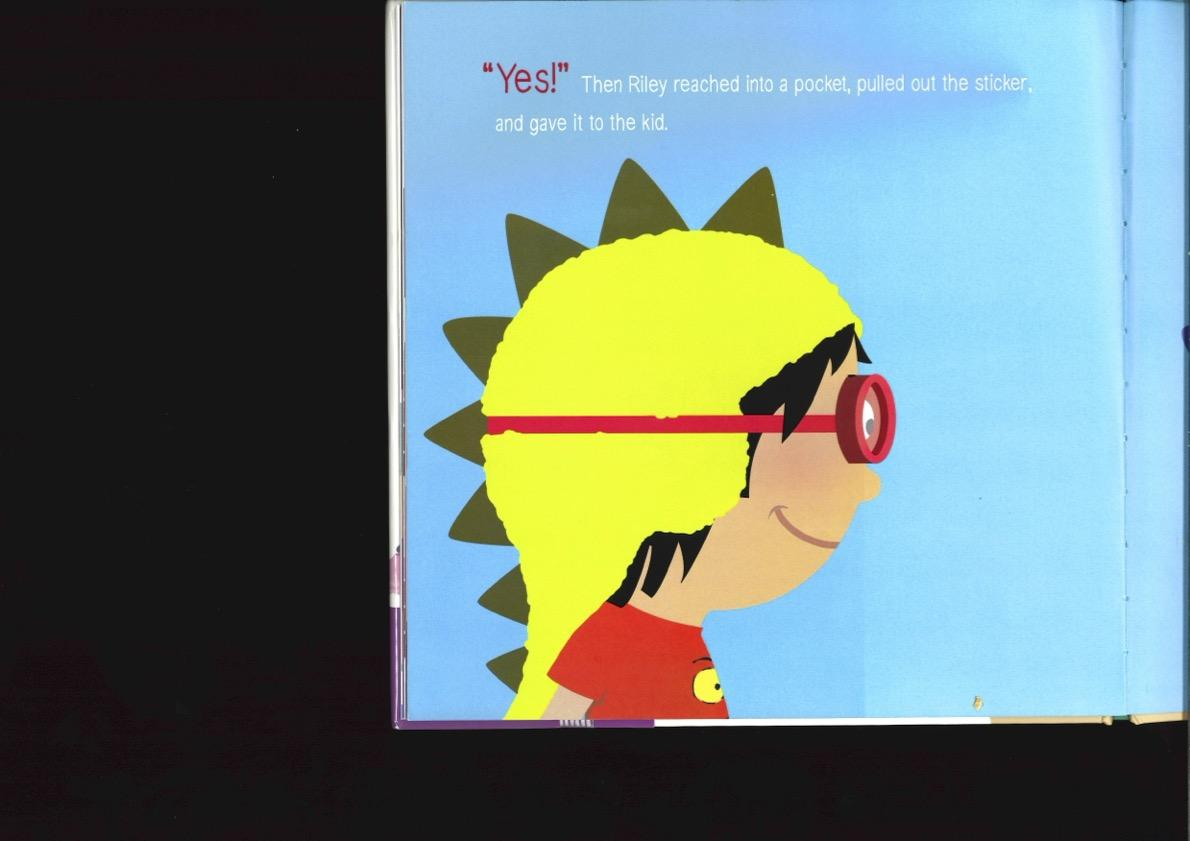 “Yes!” Then Riley reached into a pocket, pulled out the sticker,
and gave it to the kid.